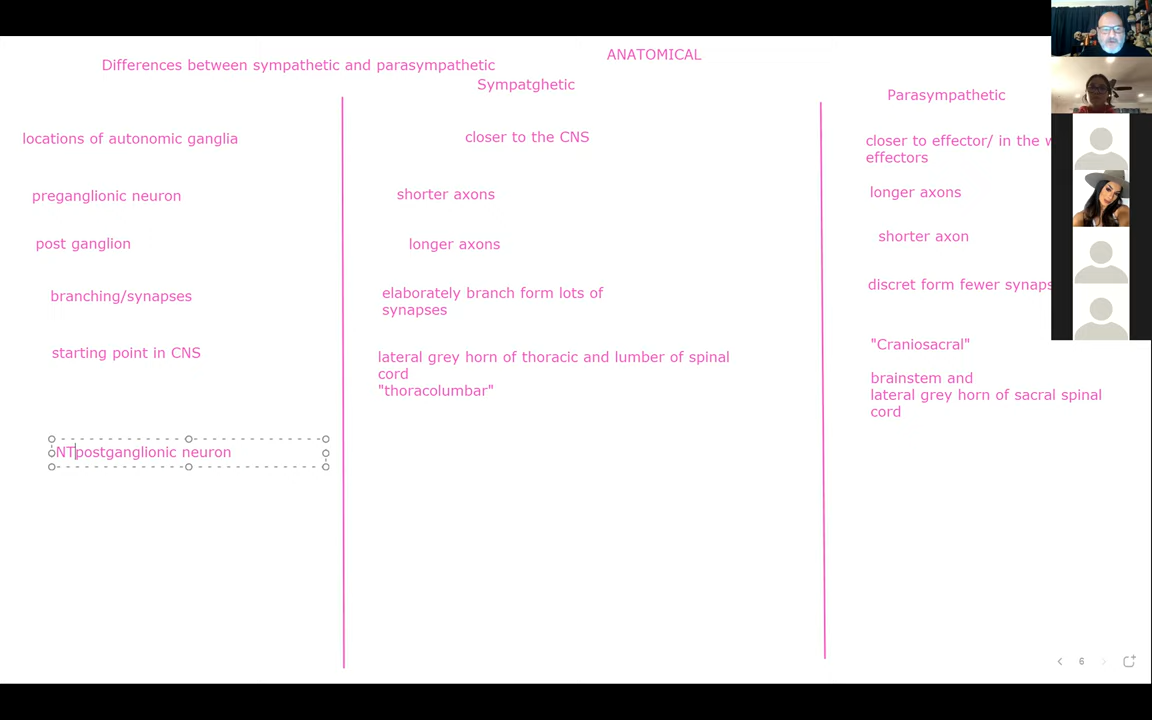 ANATOMICAL
Differences between sympathetic and parasympathetic
Sympatghetic
Parasympathetic
locations of autonomic ganglia
closer to the CNS
closer to effector/ in the
effectors
preganglionic neuron
shorter axons
longer axons
post ganglion
longer axons
shorter axon
branching/synapses
elaborately branch form lots of
synapses
discret form fewer
starting point in CNS
lateral grey horn of thoracic and lumber of spinal
cord
"thoracolumbar"
"Craniosacral"
brainstem and
lateral grey horn of sacral spinal
cord
NTpostganglionic neuron
6